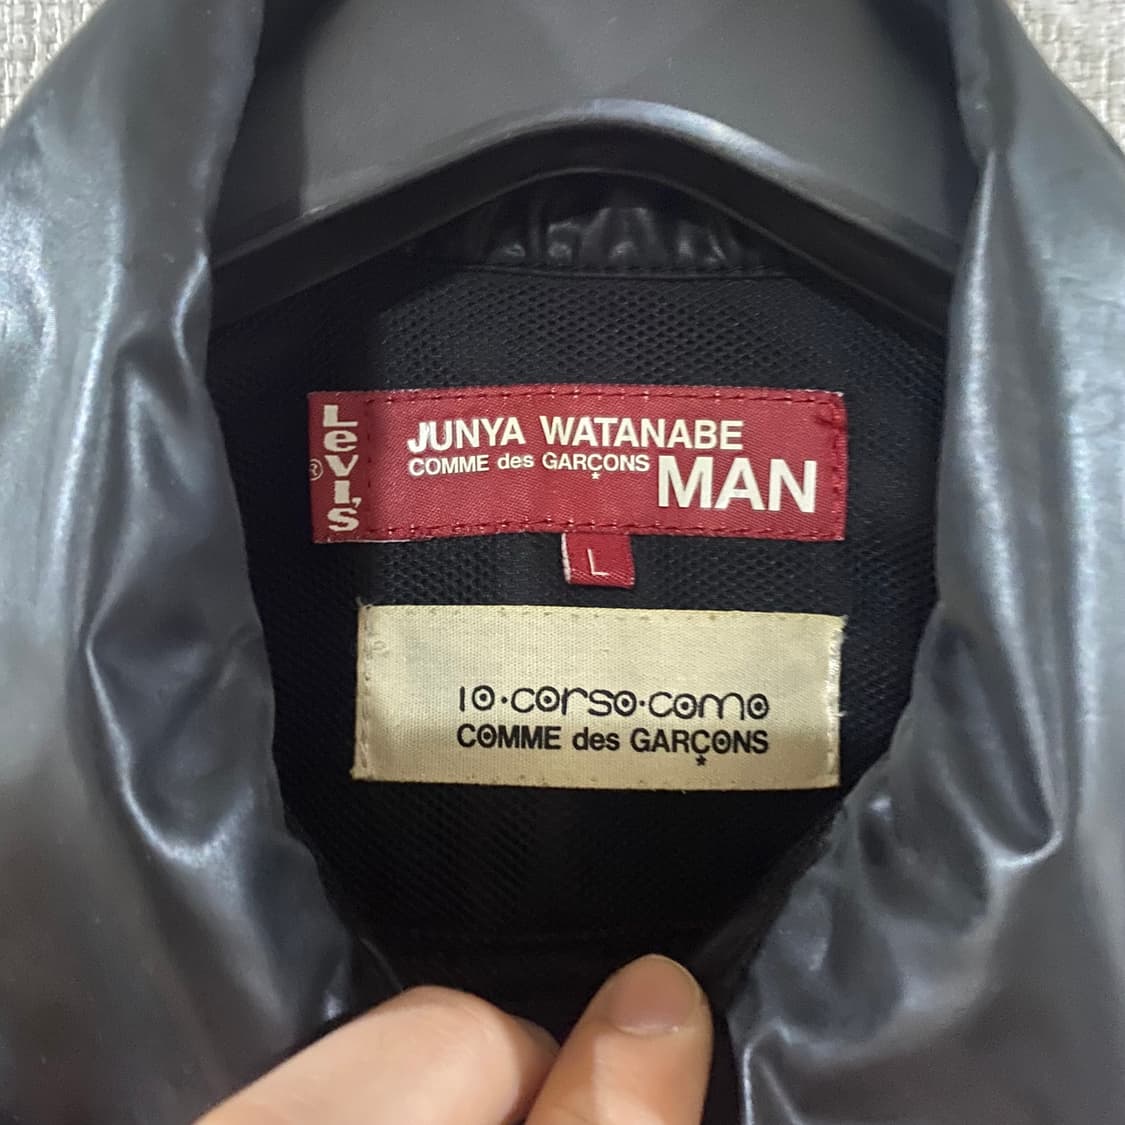 Levi's
®
JUNYA WATANABE
COMME des GARÇONS MAN
L
10·corso·como
COMME des GARÇONS